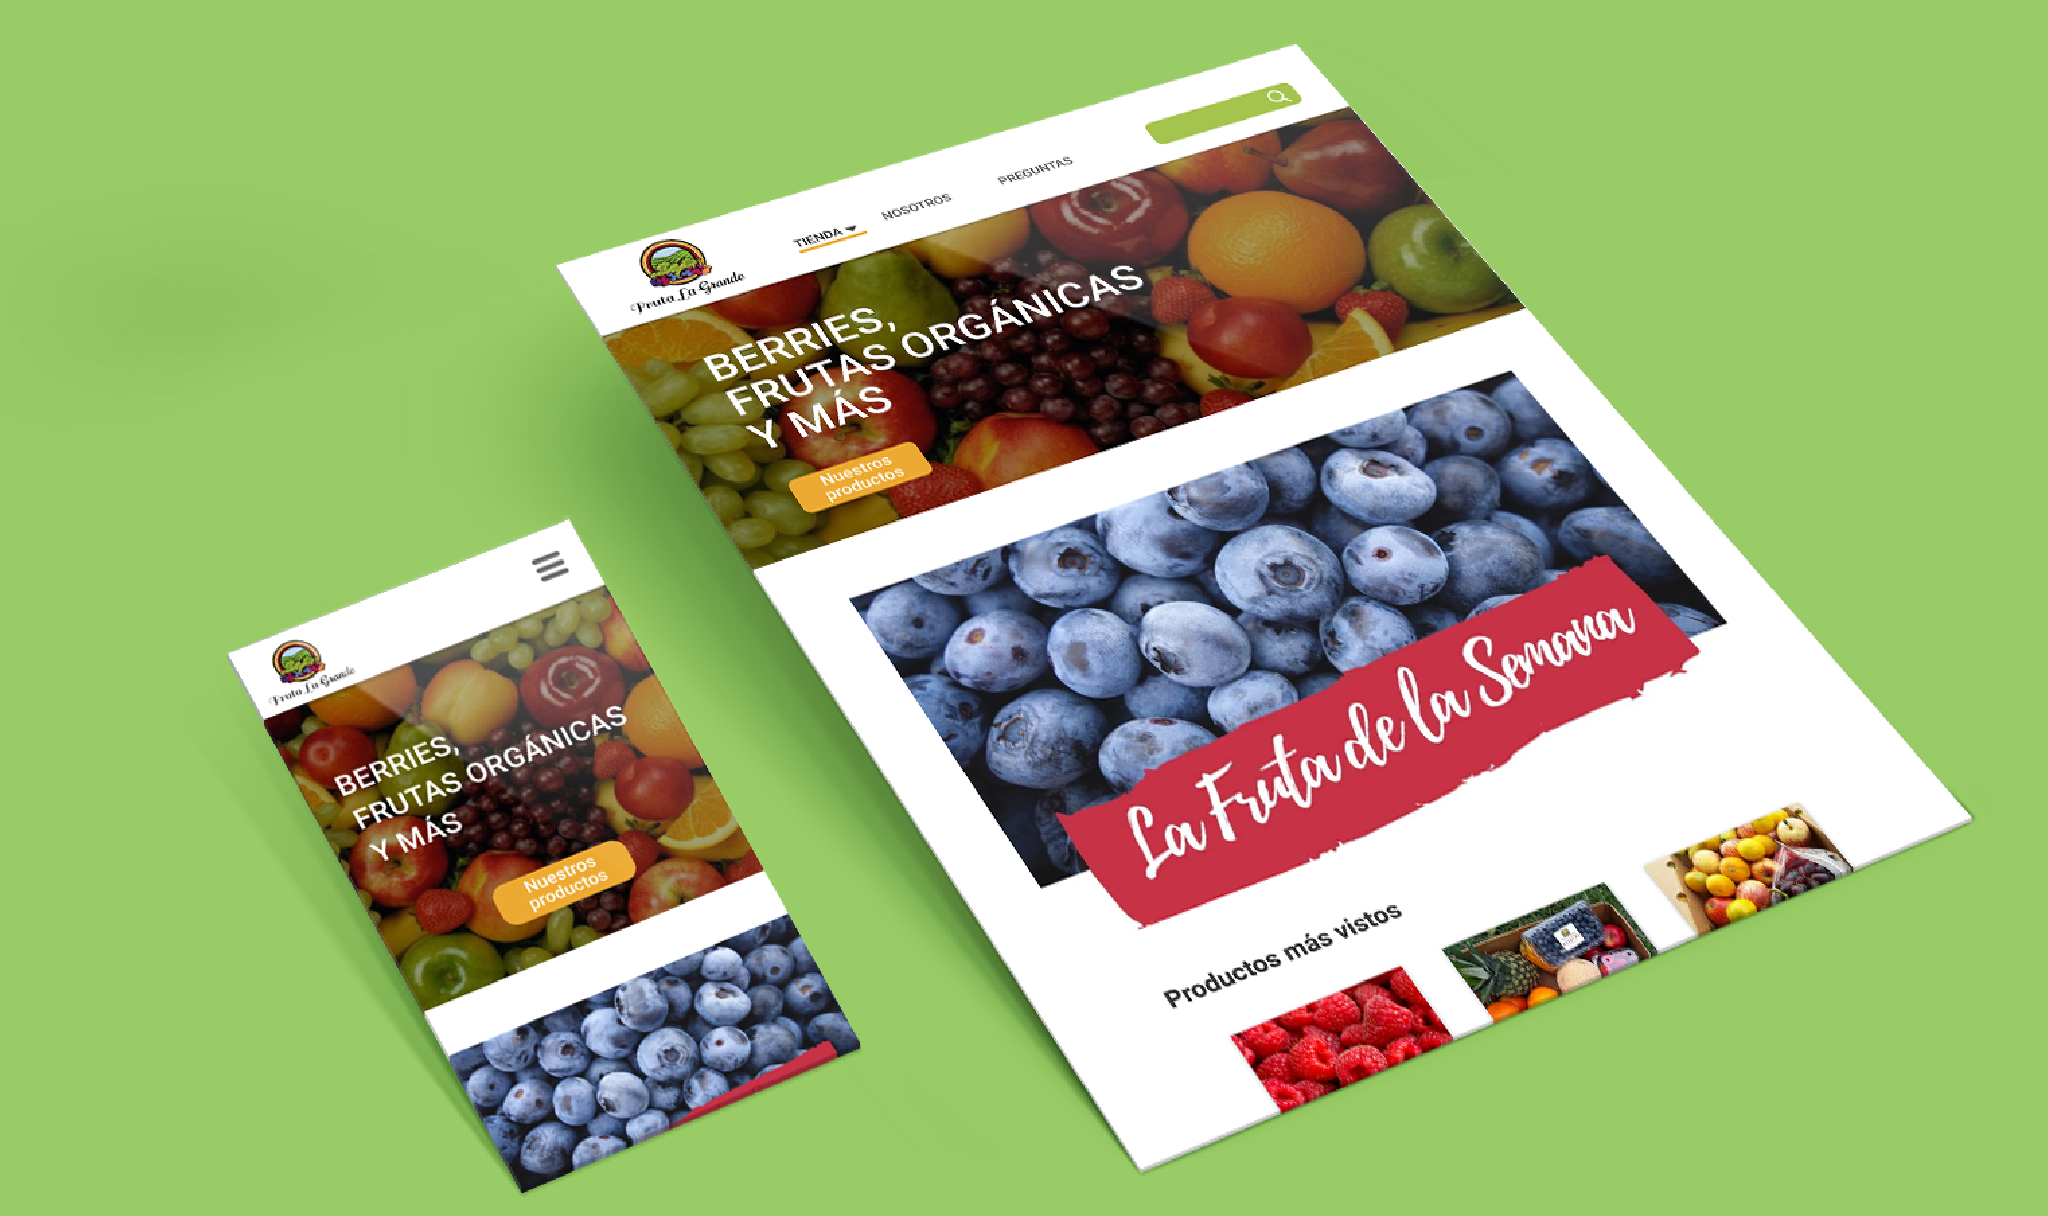 Fruta La Grande
TIENDA
NOSOTROS
PREGUNTAS
BERRIES,
FRUTAS ORGÁNICAS
Y MÁS
Nuestros
productos
La Fruta de la Semana
Productos más vistos
Fruta La Grande
BERRIES,
FRUTAS ORGÁNICAS
Y MÁS
Nuestros
productos